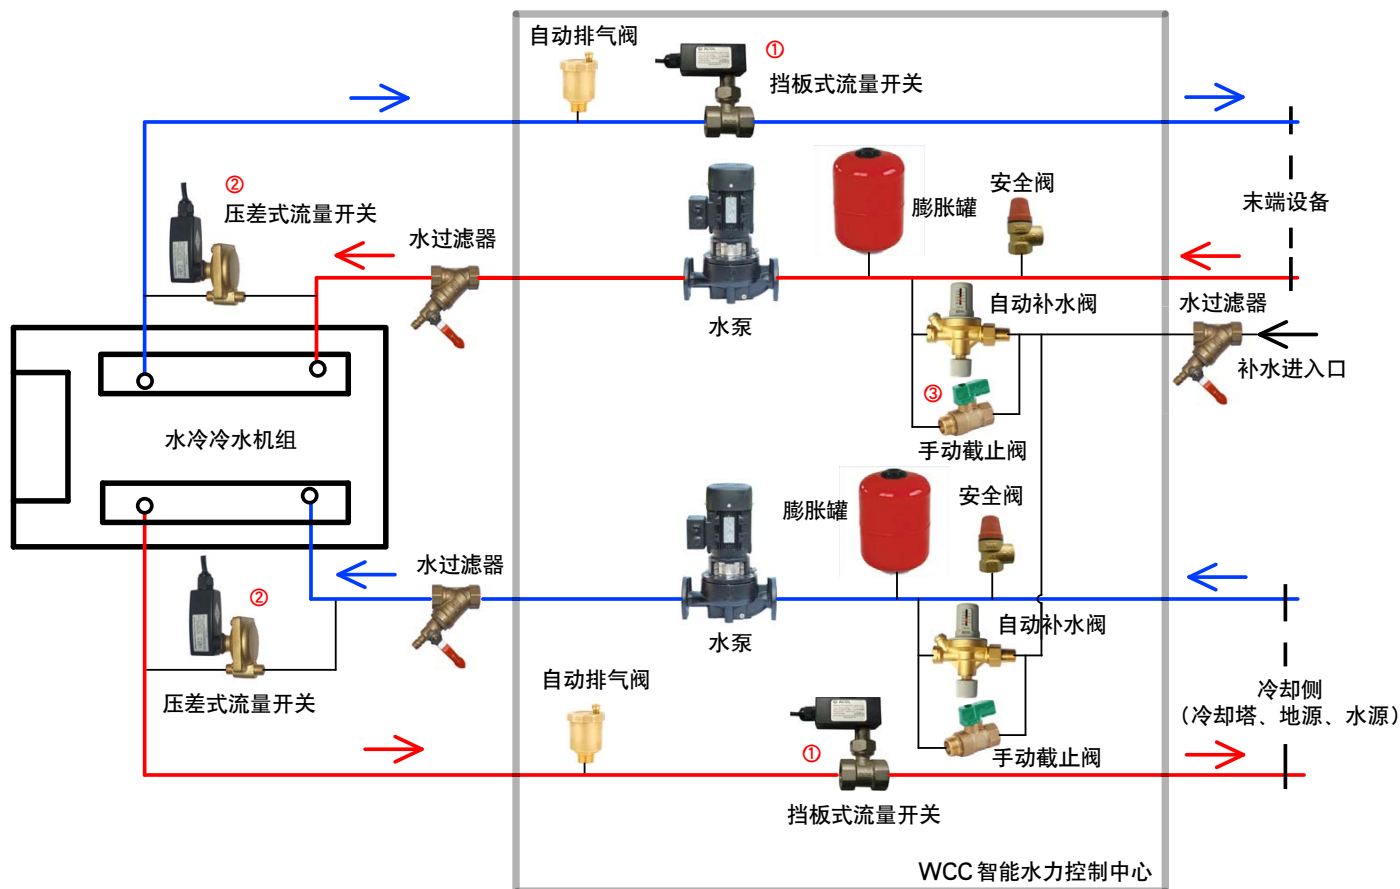 自动排气阀
①
挡板式流量开关
②
压差式流量开关
水过滤器
膨胀罐
安全阀
末端设备
水泵
自动补水阀
水过滤器
补水进入口
③
手动截止阀
水冷冷水机组
膨胀罐
安全阀
水过滤器
②
压差式流量开关
水泵
自动补水阀
自动排气阀
冷却侧
（冷却塔、地源、水源）
①
手动截止阀
挡板式流量开关
WCC 智能水力控制中心